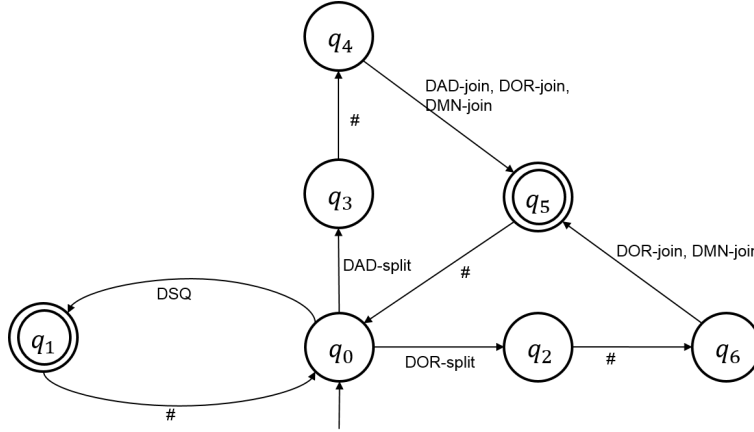 q4
DAD-join, DOR-join,
DMN-join
#
q3
q5
DAD-split
DOR-join, DMN-join
#
DSQ
q1
q0
q2
q6
DOR-split
#
#